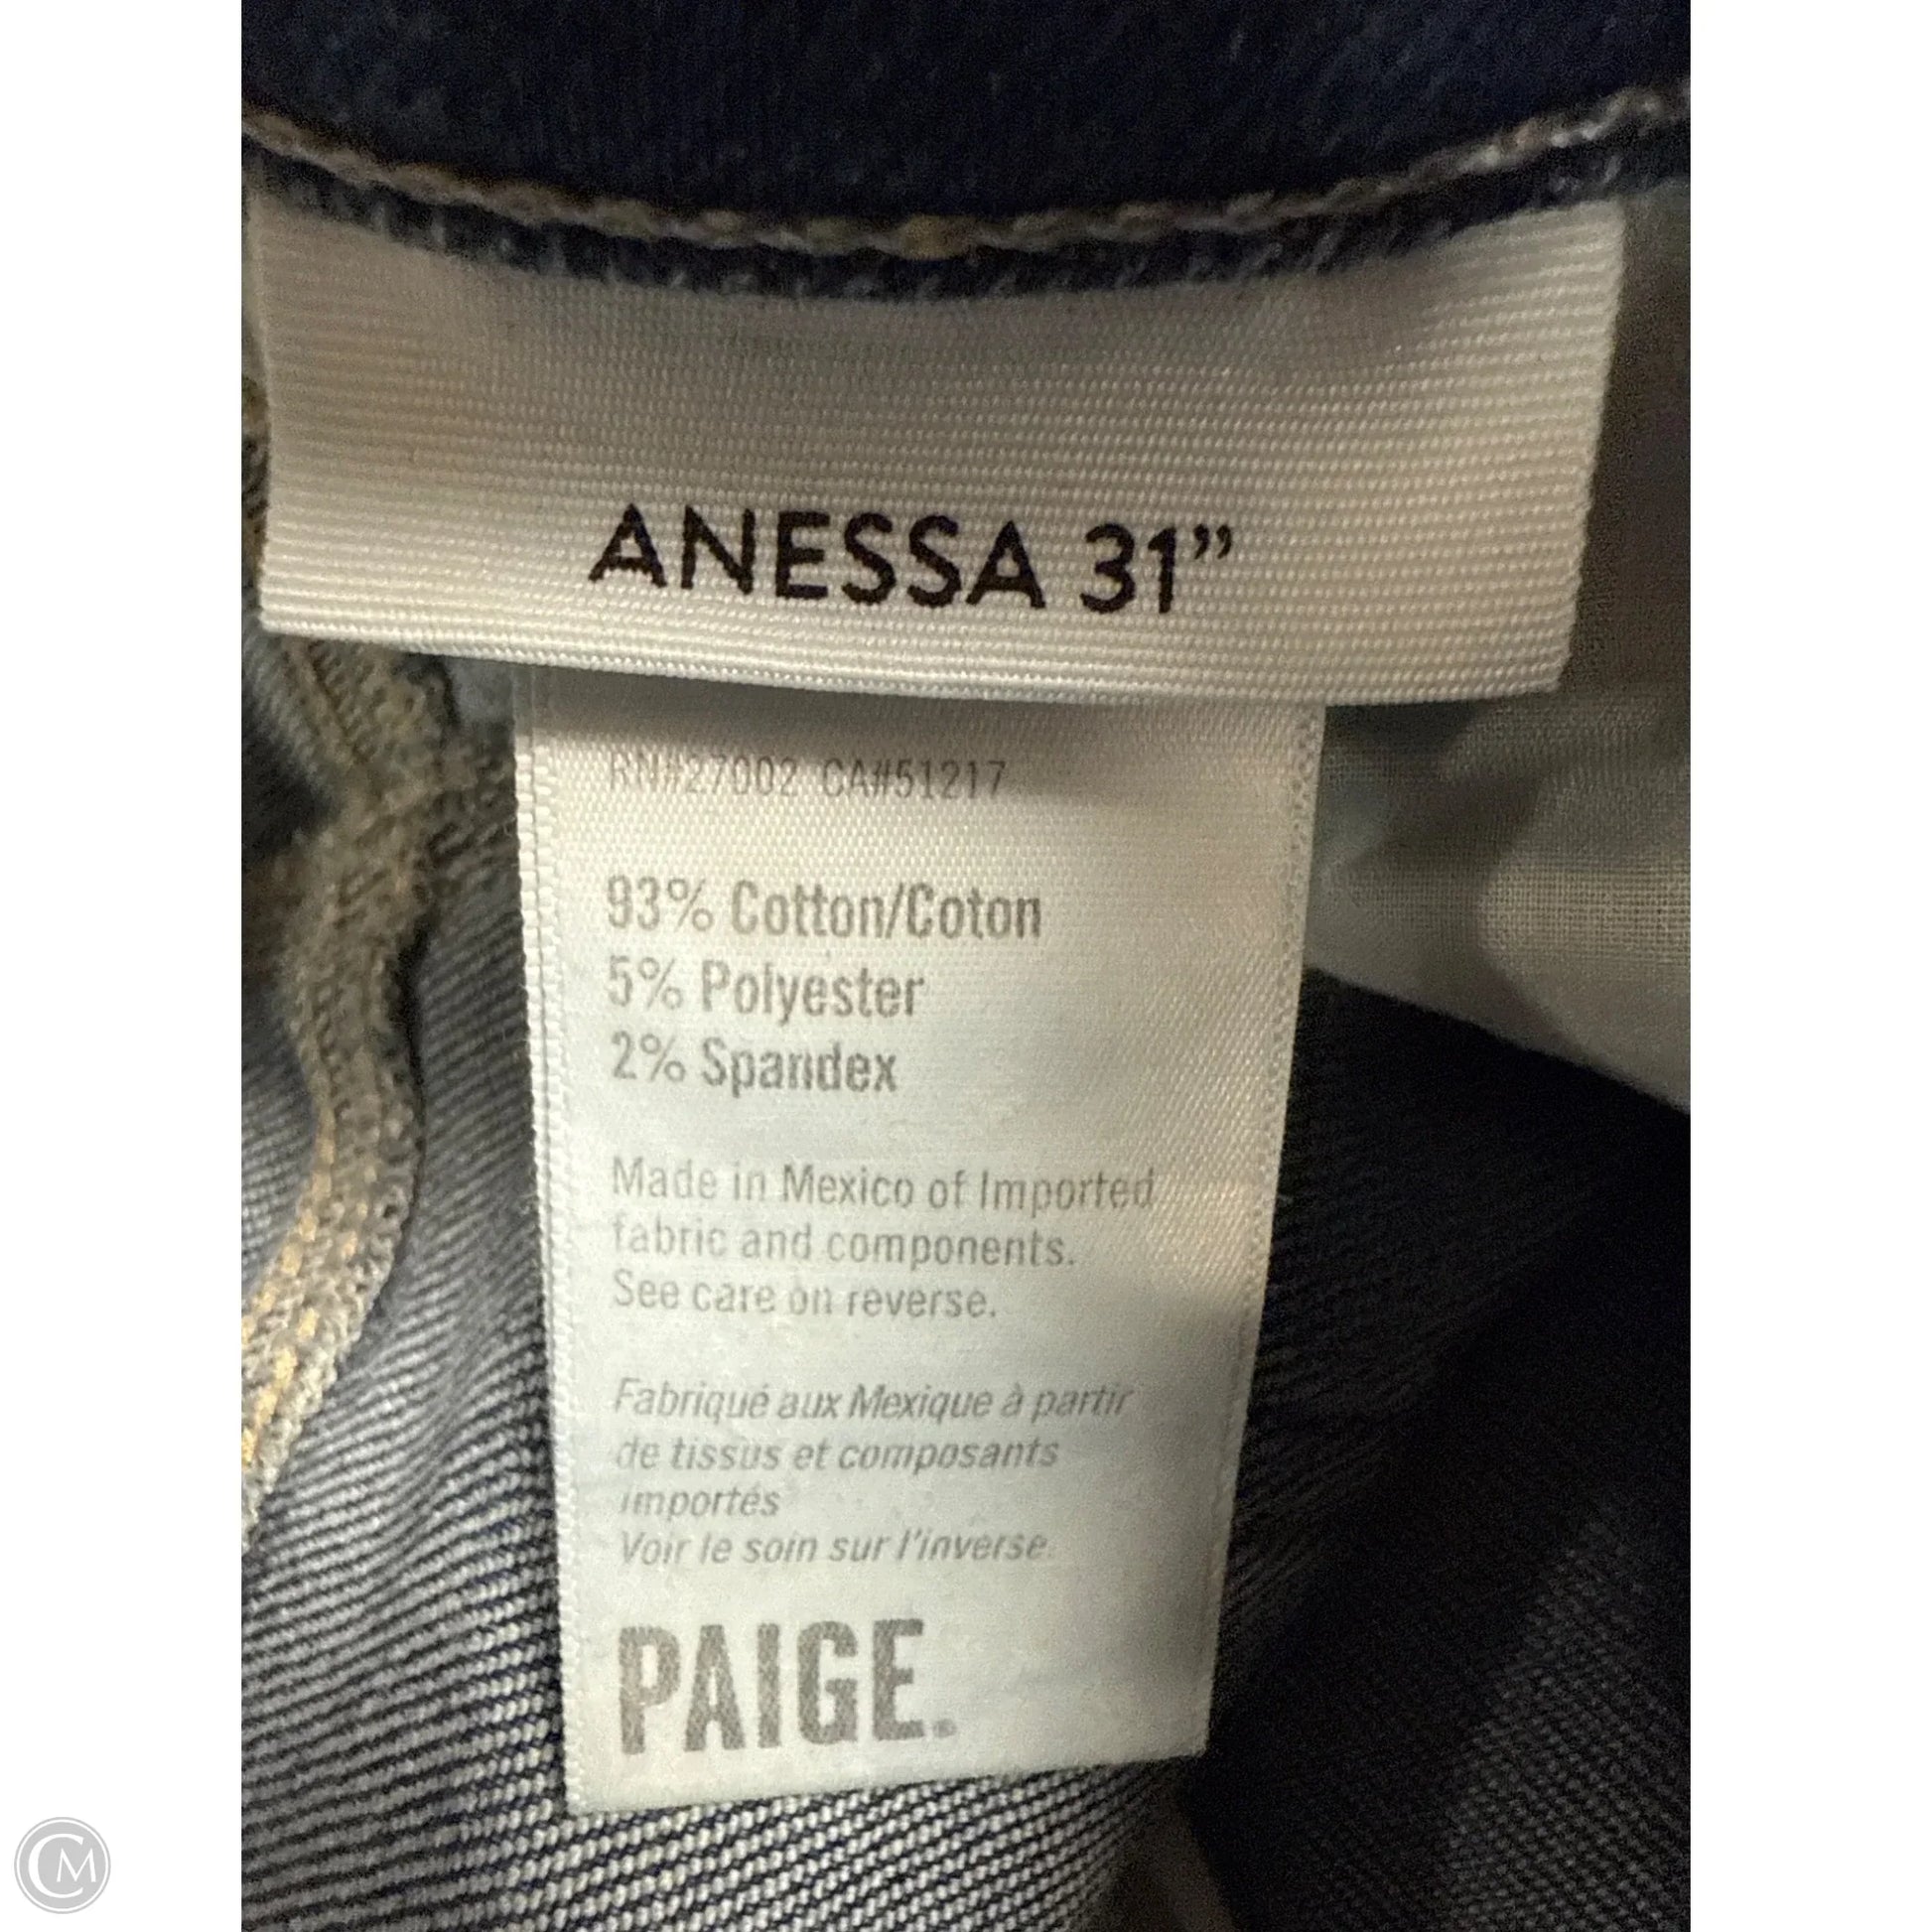 ANESSA 31”
RN#27002 CA#51217
93% Cotton/Coton
5% Polyester
2% Spandex
Made in Mexico of Imported
fabric and components.
See care on reverse.
Fabriqué aux Mexique à partir
de tissus et composants
importés
Voir le soin sur l'inverse.
PAIGE.
CM